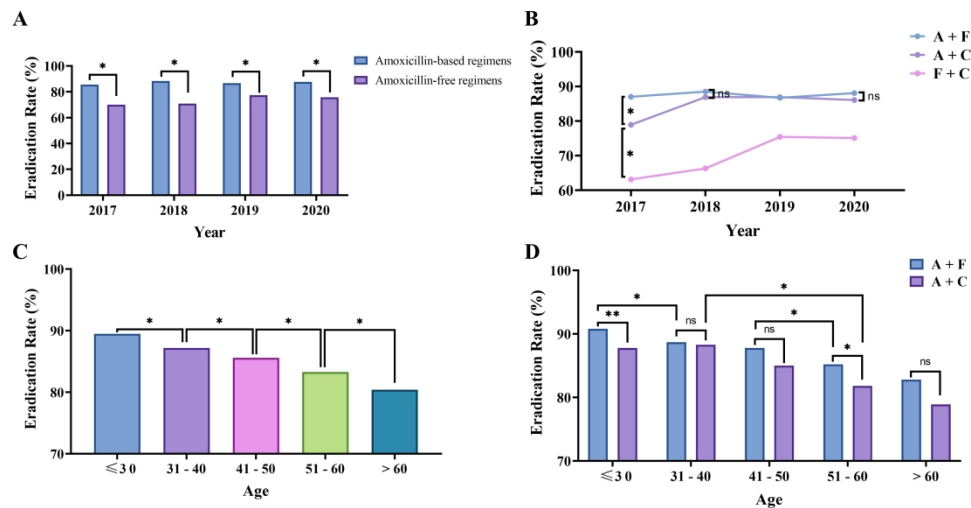 A
Eradication Rate (%)
100
80
60
40
20
0
* * * *
2017 2018 2019 2020
Year
Amoxicillin-based regimens
Amoxicillin-free regimens
B
Eradication Rate (%)
100
90
80
70
60
*
*
ns
ns
2017 2018 2019 2020
Year
A + F
A + C
F + C
C
Eradication Rate (%)
100
90
80
70
* * * *
≤30 31 - 40 41 - 50 51 - 60 > 60
Age
D
Eradication Rate (%)
100
90
80
70
*
**
ns
*
ns
*
*
ns
≤30 31 - 40 41 - 50 51 - 60 > 60
Age
A + F
A + C